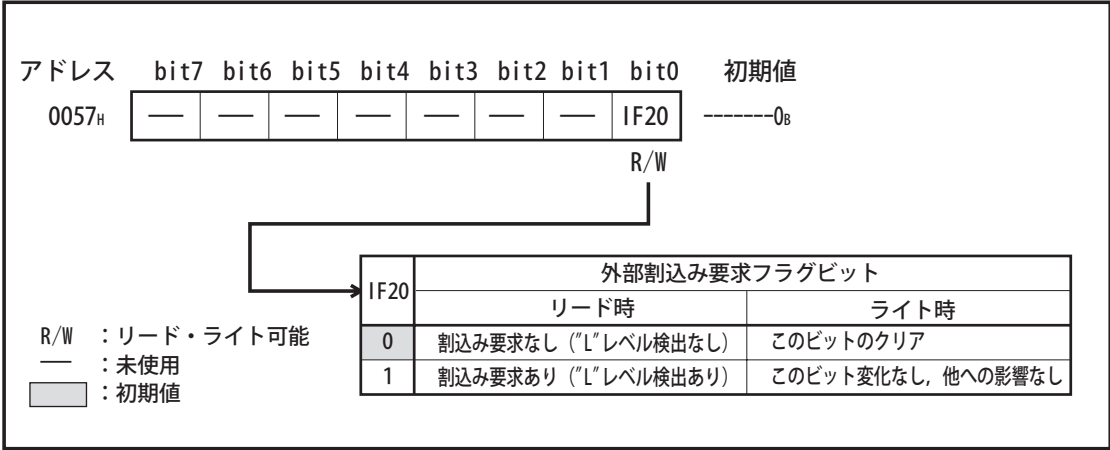 アドレス bit7 bit6 bit5 bit4 bit3 bit2 bit1 bit0 初期値
0057H — — — — — — — IF20 -------0B
R/W
IF20 外部割込み要求フラグビット
リード時 ライト時
0 割込み要求なし（"L"レベル検出なし） このビットのクリア
1 割込み要求あり（"L"レベル検出あり） このビット変化なし，他への影響なし
R/W ：リード・ライト可能
— ：未使用
：初期値